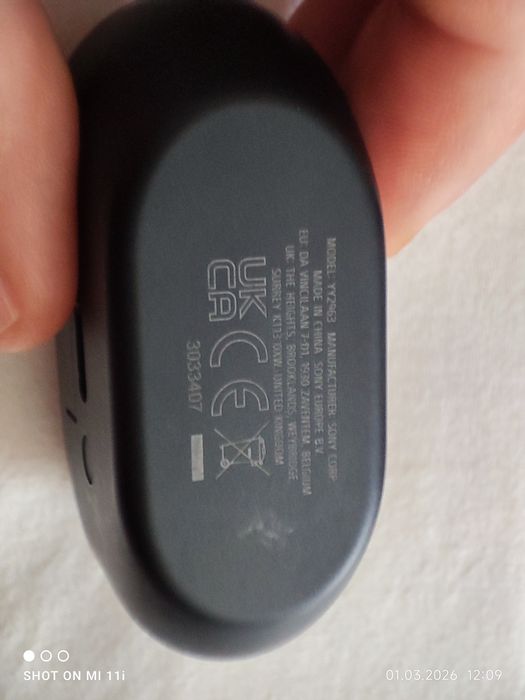 MODEL: YY2963 MANUFACTURER: SONY CORP.
MADE IN CHINA SONY EUROPE B.V.
EU: DA VINCILAAN 7-D1, 1930 ZAVENTEM, BELGIUM
UK: THE HEIGHTS, BROOKLANDS, WEYBRIDGE,
SURREY KT13 0XW, UNITED KINGDOM
UK
CA
CE
3033407
SHOT ON MI 11i
01.03.2026 12:09